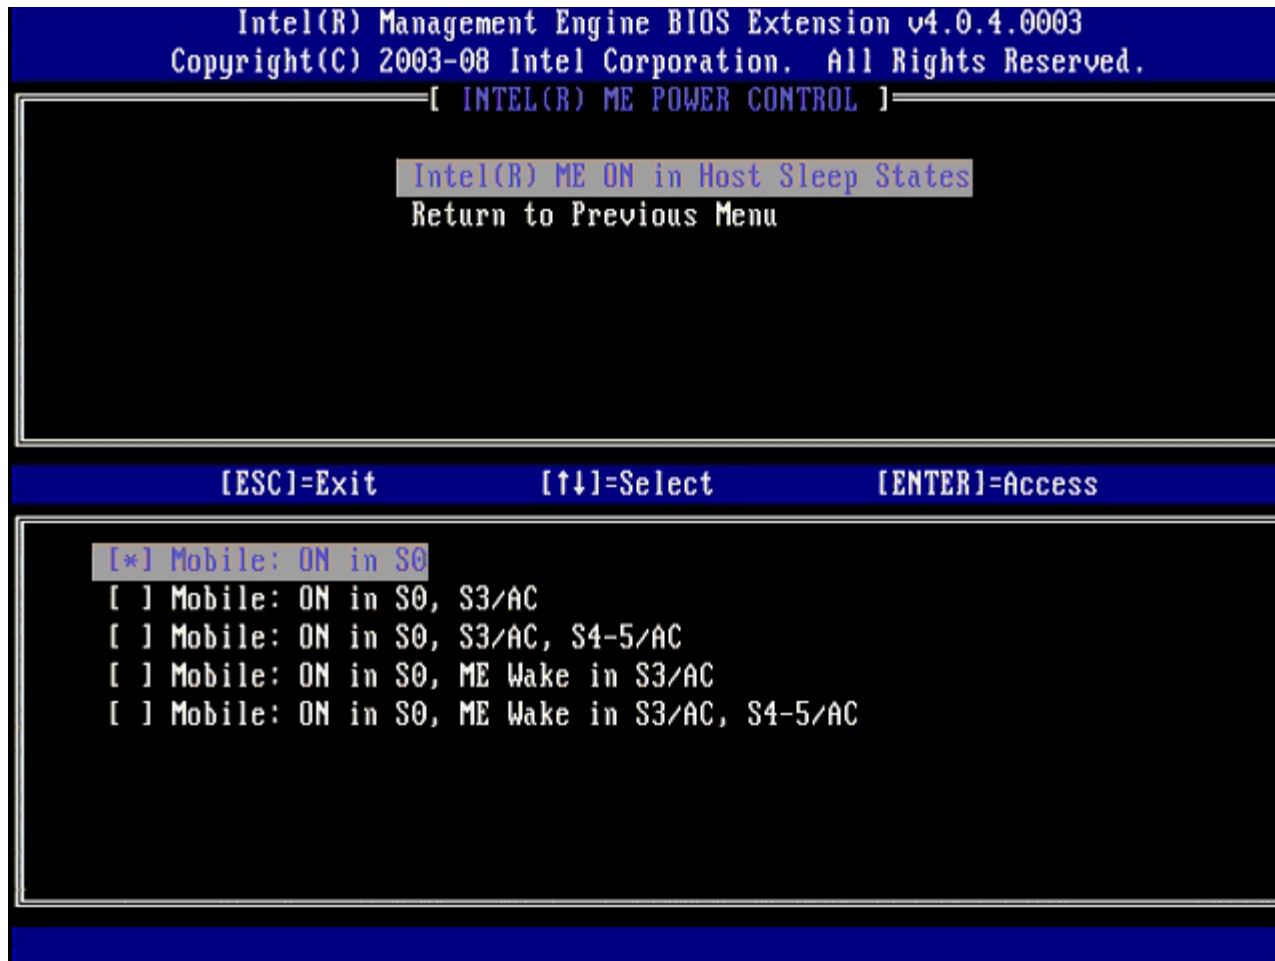 Intel(R) Management Engine BIOS Extension v4.0.4.0003
Copyright(C) 2003-08 Intel Corporation. All Rights Reserved.
[ INTEL(R) ME POWER CONTROL ]
Intel(R) ME ON in Host Sleep States
Return to Previous Menu
[ESC]=Exit [↑↓]=Select [ENTER]=Access
[*] Mobile: ON in S0
[ ] Mobile: ON in S0, S3/AC
[ ] Mobile: ON in S0, S3/AC, S4-5/AC
[ ] Mobile: ON in S0, ME Wake in S3/AC
[ ] Mobile: ON in S0, ME Wake in S3/AC, S4-5/AC